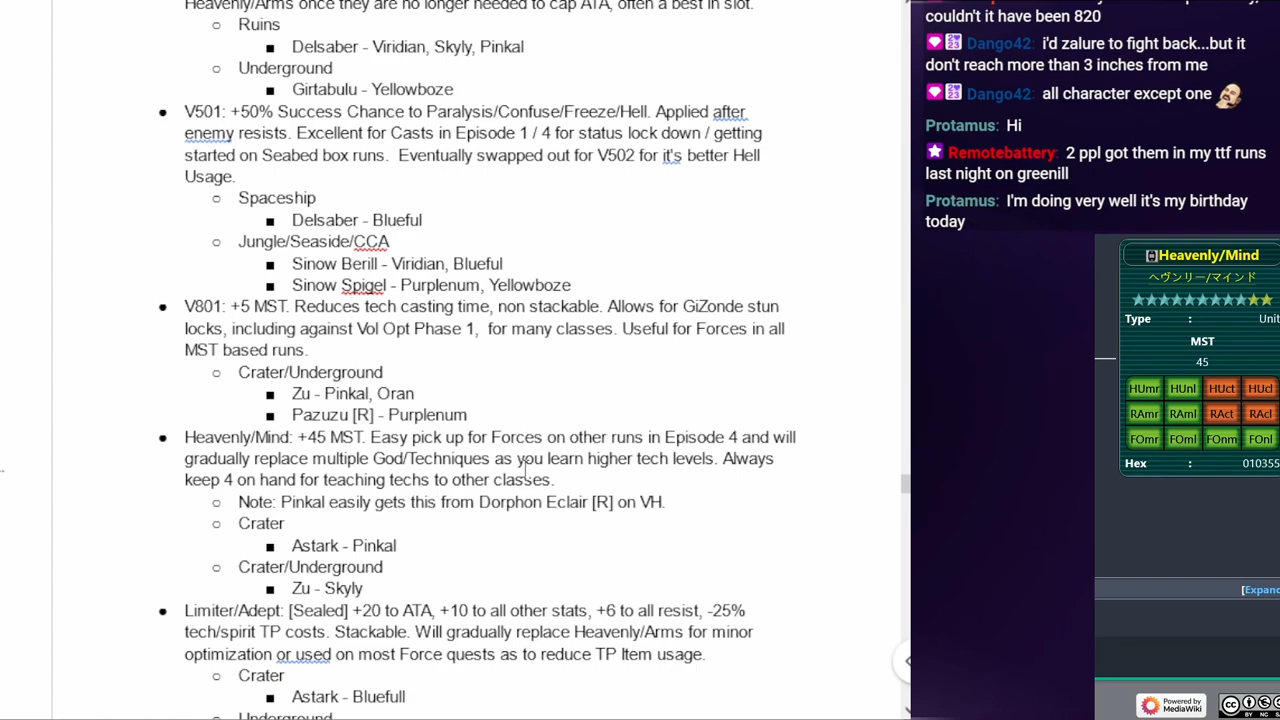 Heavenly/Arms once they are no longer needed to cap ATA, often a best in slot.
○ Ruins
■ Delsaber - Viridian, Skyly, Pinkal
○ Underground
■ Girtabulu - Yellowboze
● V501: +50% Success Chance to Paralysis/Confuse/Freeze/Hell. Applied after
enemy resists. Excellent for Casts in Episode 1 / 4 for status lock down / getting
started on Seabed box runs.  Eventually swapped out for V502 for it's better Hell
Usage.
○ Spaceship
■ Delsaber - Blueful
○ Jungle/Seaside/CCA
■ Sinow Berill - Viridian, Blueful
■ Sinow Spigel - Purplenum, Yellowboze
● V801: +5 MST. Reduces tech casting time, non stackable. Allows for GiZonde stun
locks, including against Vol Opt Phase 1,  for many classes. Useful for Forces in all
MST based runs.
○ Crater/Underground
■ Zu - Pinkal, Oran
■ Pazuzu [R] - Purplenum
● Heavenly/Mind: +45 MST. Easy pick up for Forces on other runs in Episode 4 and will
gradually replace multiple God/Techniques as you learn higher tech levels. Always
keep 4 on hand for teaching techs to other classes.
○ Note: Pinkal easily gets this from Dorphon Eclair [R] on VH.
○ Crater
■ Astark - Pinkal
○ Crater/Underground
■ Zu - Skyly
● Limiter/Adept: [Sealed] +20 to ATA, +10 to all other stats, +6 to all resist, -25%
tech/spirit TP costs. Stackable. Will gradually replace Heavenly/Arms for minor
optimization or used on most Force quests as to reduce TP Item usage.
○ Crater
■ Astark - Bluefull
○ Underground
couldn't it have been 820
Dango42: i'd zalure to fight back...but it
don't reach more than 3 inches from me
Dango42: all character except one
Protamus: Hi
Remotebattery: 2 ppl got them in my ttf runs
last night on greenill
Protamus: I'm doing very well it's my birthday
today
Heavenly/Mind
ヘヴンリー/マインド
★★★★★★★★★★★★
Type : Unit
MST
45
HUmr HUnl HUct HUcl
RAmr RAml RAct RAcl
FOmr FOml FOnm FOnl
Hex : 010355
[Expand
Powered by
MediaWiki
BY NC